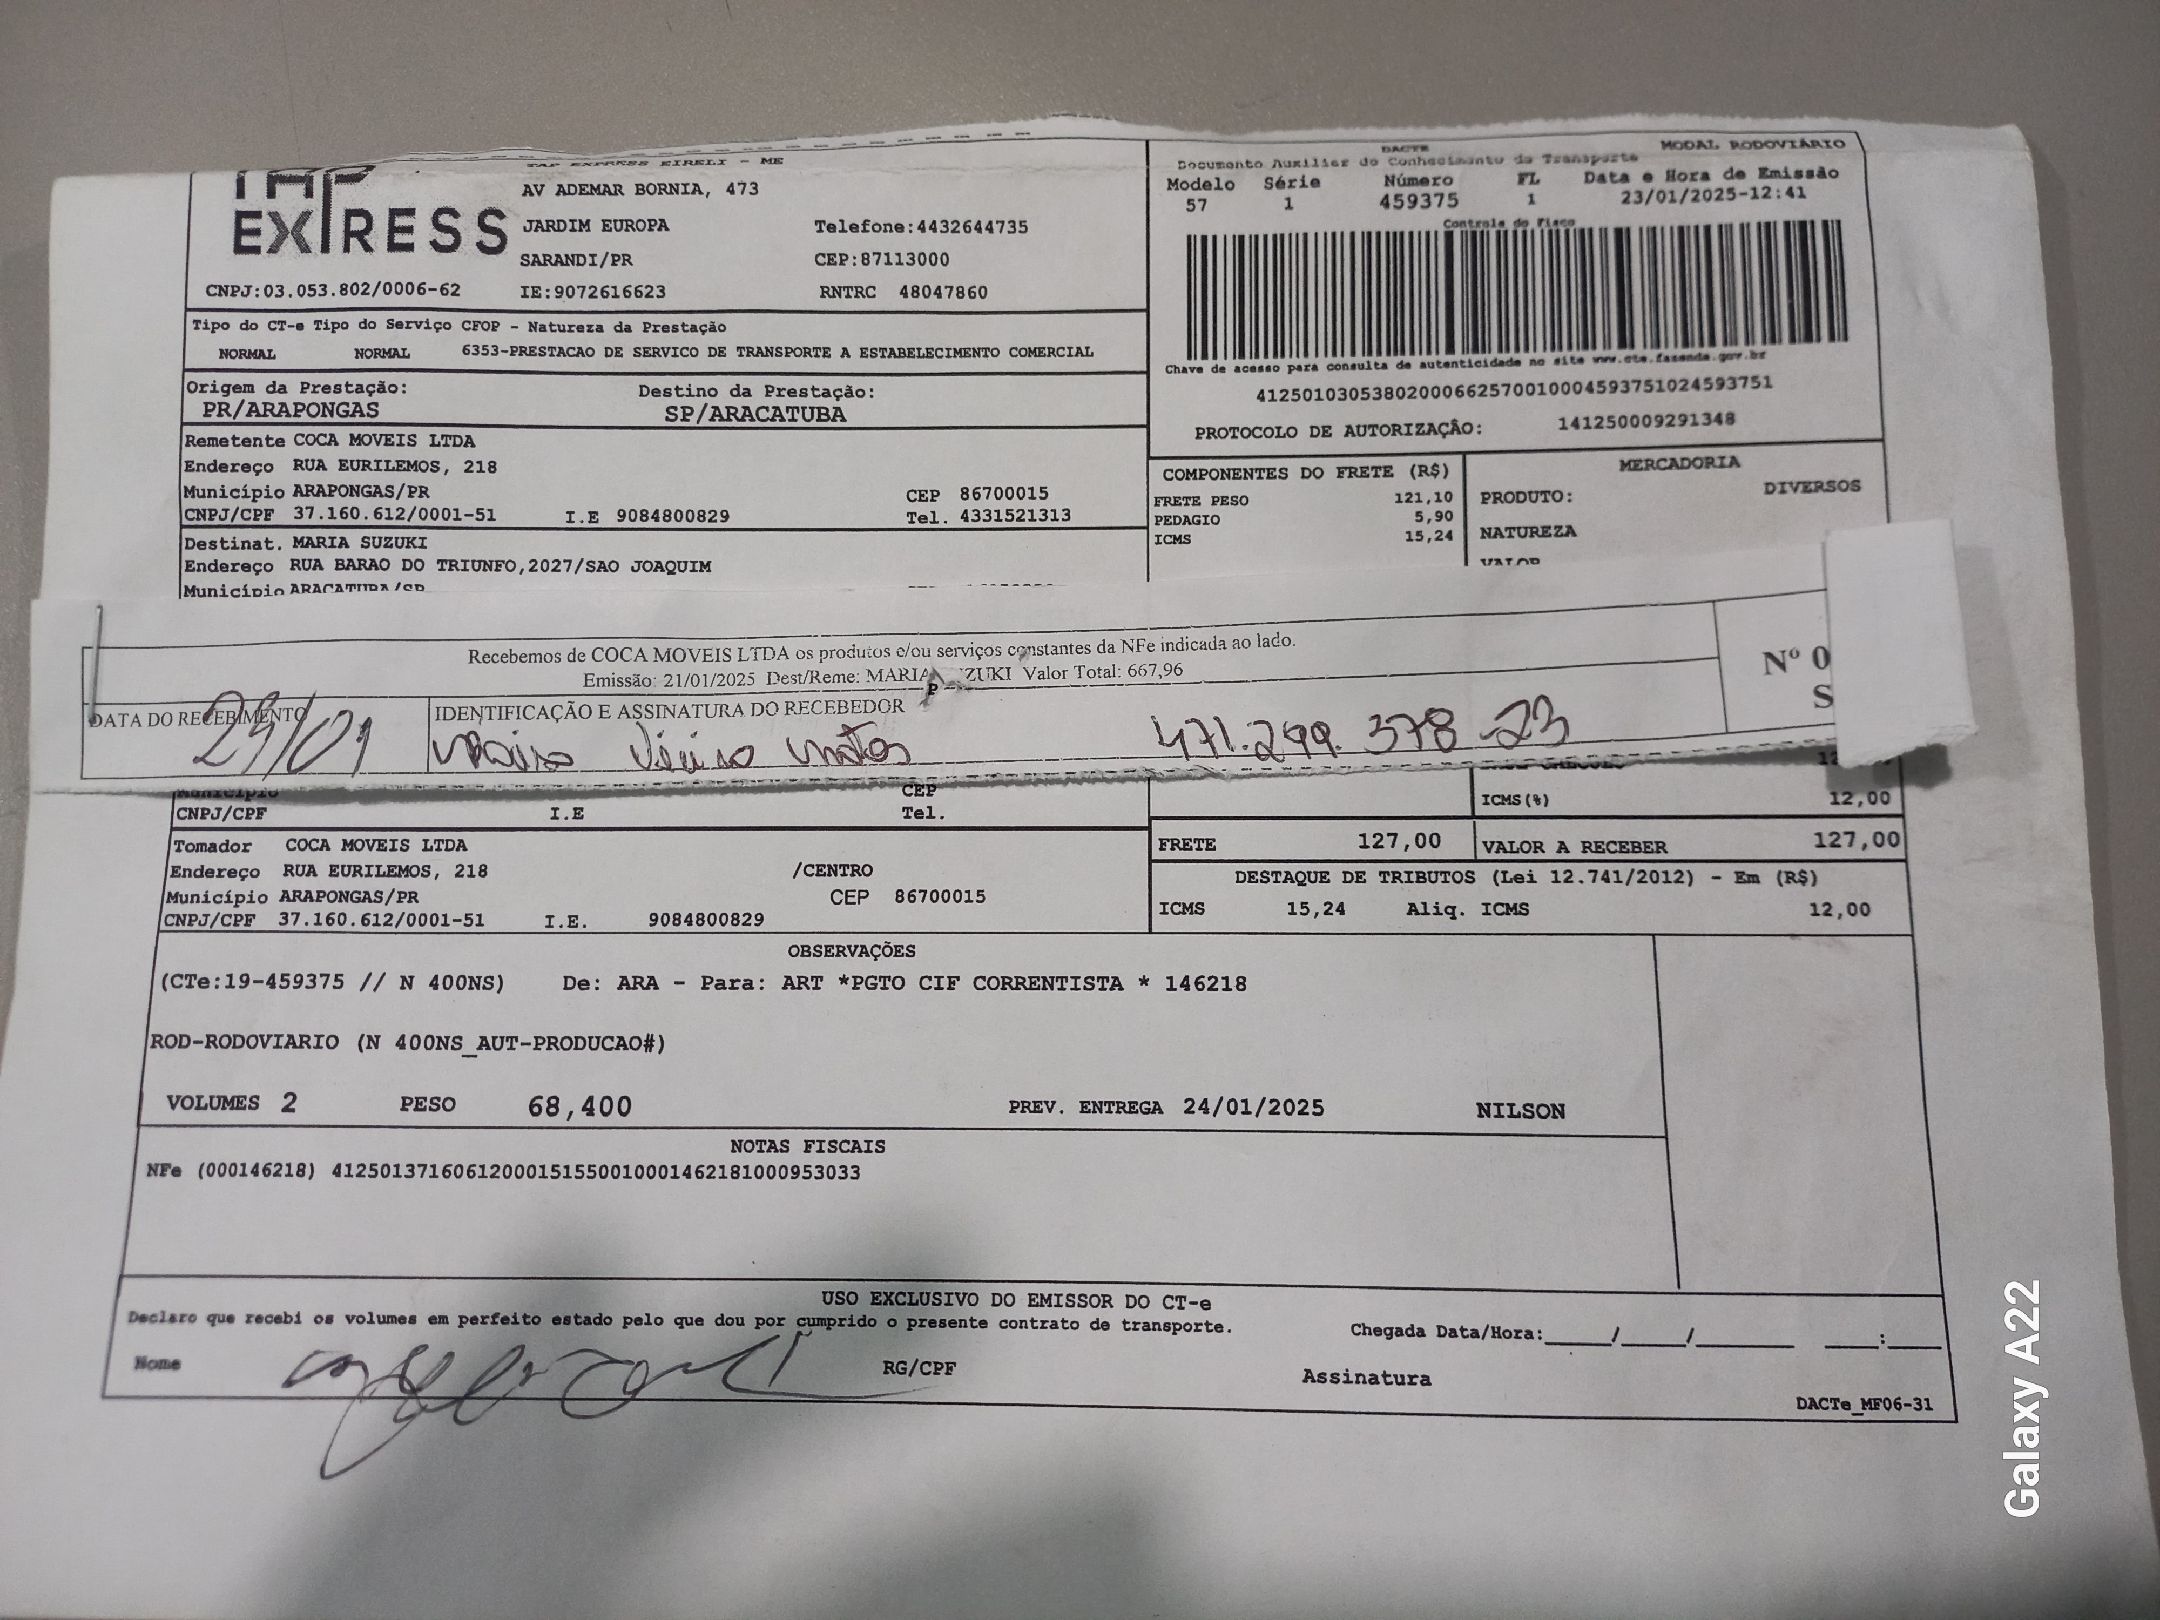 TAP EXPRESS EIRELI - ME
TAP
EXPRESS
AV ADEMAR BORNIA, 473
JARDIM EUROPA Telefone:4432644735
SARANDI/PR CEP:87113000
CNPJ:03.053.802/0006-62 IE:9072616623 RNTRC 48047860
DACTE MODAL RODOVIÁRIO
Documento Auxiliar do Conhecimento de Transporte
Modelo Série Número FL Data e Hora de Emissão
57 1 459375 1 23/01/2025-12:41
Controle do Fisco
Chave de acesso para consulta de autenticidade no site www.cte.fazenda.gov.br
41250103053802000662570010004593751024593751
PROTOCOLO DE AUTORIZAÇÃO: 141250009291348
Tipo do CT-e Tipo do Serviço CFOP - Natureza da Prestação
NORMAL NORMAL 6353-PRESTACAO DE SERVICO DE TRANSPORTE A ESTABELECIMENTO COMERCIAL
Origem da Prestação: Destino da Prestação:
PR/ARAPONGAS SP/ARACATUBA
Remetente COCA MOVEIS LTDA
Endereço RUA EURILEMOS, 218
Município ARAPONGAS/PR CEP 86700015
CNPJ/CPF 37.160.612/0001-51 I.E 9084800829 Tel. 4331521313
Destinat. MARIA SUZUKI
Endereço RUA BARAO DO TRIUNFO,2027/SAO JOAQUIM
Município ARACATUBA/SP
COMPONENTES DO FRETE (R$)
FRETE PESO 121,10
PEDAGIO 5,90
ICMS 15,24
MERCADORIA
PRODUTO: DIVERSOS
NATUREZA
VALOR
Recebemos de COCA MOVEIS LTDA os produtos e/ou serviços constantes da NFe indicada ao lado.
Emissão: 21/01/2025 Dest/Reme: MARIA ZUKI Valor Total: 667,96
Nº 0
S
DATA DO RECEBIMENTO IDENTIFICAÇÃO E ASSINATURA DO RECEBEDOR
24/01 471.299.378-23
Município CEP
CNPJ/CPF I.E Tel.
ICMS(%) 12,00
FRETE 127,00 VALOR A RECEBER 127,00
Tomador COCA MOVEIS LTDA
Endereço RUA EURILEMOS, 218 /CENTRO
Município ARAPONGAS/PR CEP 86700015
CNPJ/CPF 37.160.612/0001-51 I.E. 9084800829
DESTAQUE DE TRIBUTOS (Lei 12.741/2012) - Em (R$)
ICMS 15,24 Aliq. ICMS 12,00
OBSERVAÇÕES
(CTe:19-459375 // N 400NS) De: ARA - Para: ART *PGTO CIF CORRENTISTA * 146218
ROD-RODOVIARIO (N 400NS_AUT-PRODUCAO#)
VOLUMES 2 PESO 68,400 PREV. ENTREGA 24/01/2025 NILSON
NOTAS FISCAIS
NFe (000146218) 41250137160612000151550010001462181000953033
USO EXCLUSIVO DO EMISSOR DO CT-e
Declaro que recebi os volumes em perfeito estado pelo que dou por cumprido o presente contrato de transporte. Chegada Data/Hora:____/____/______ ___:___
Nome RG/CPF Assinatura
DACTe_MF06-31
Galaxy A22